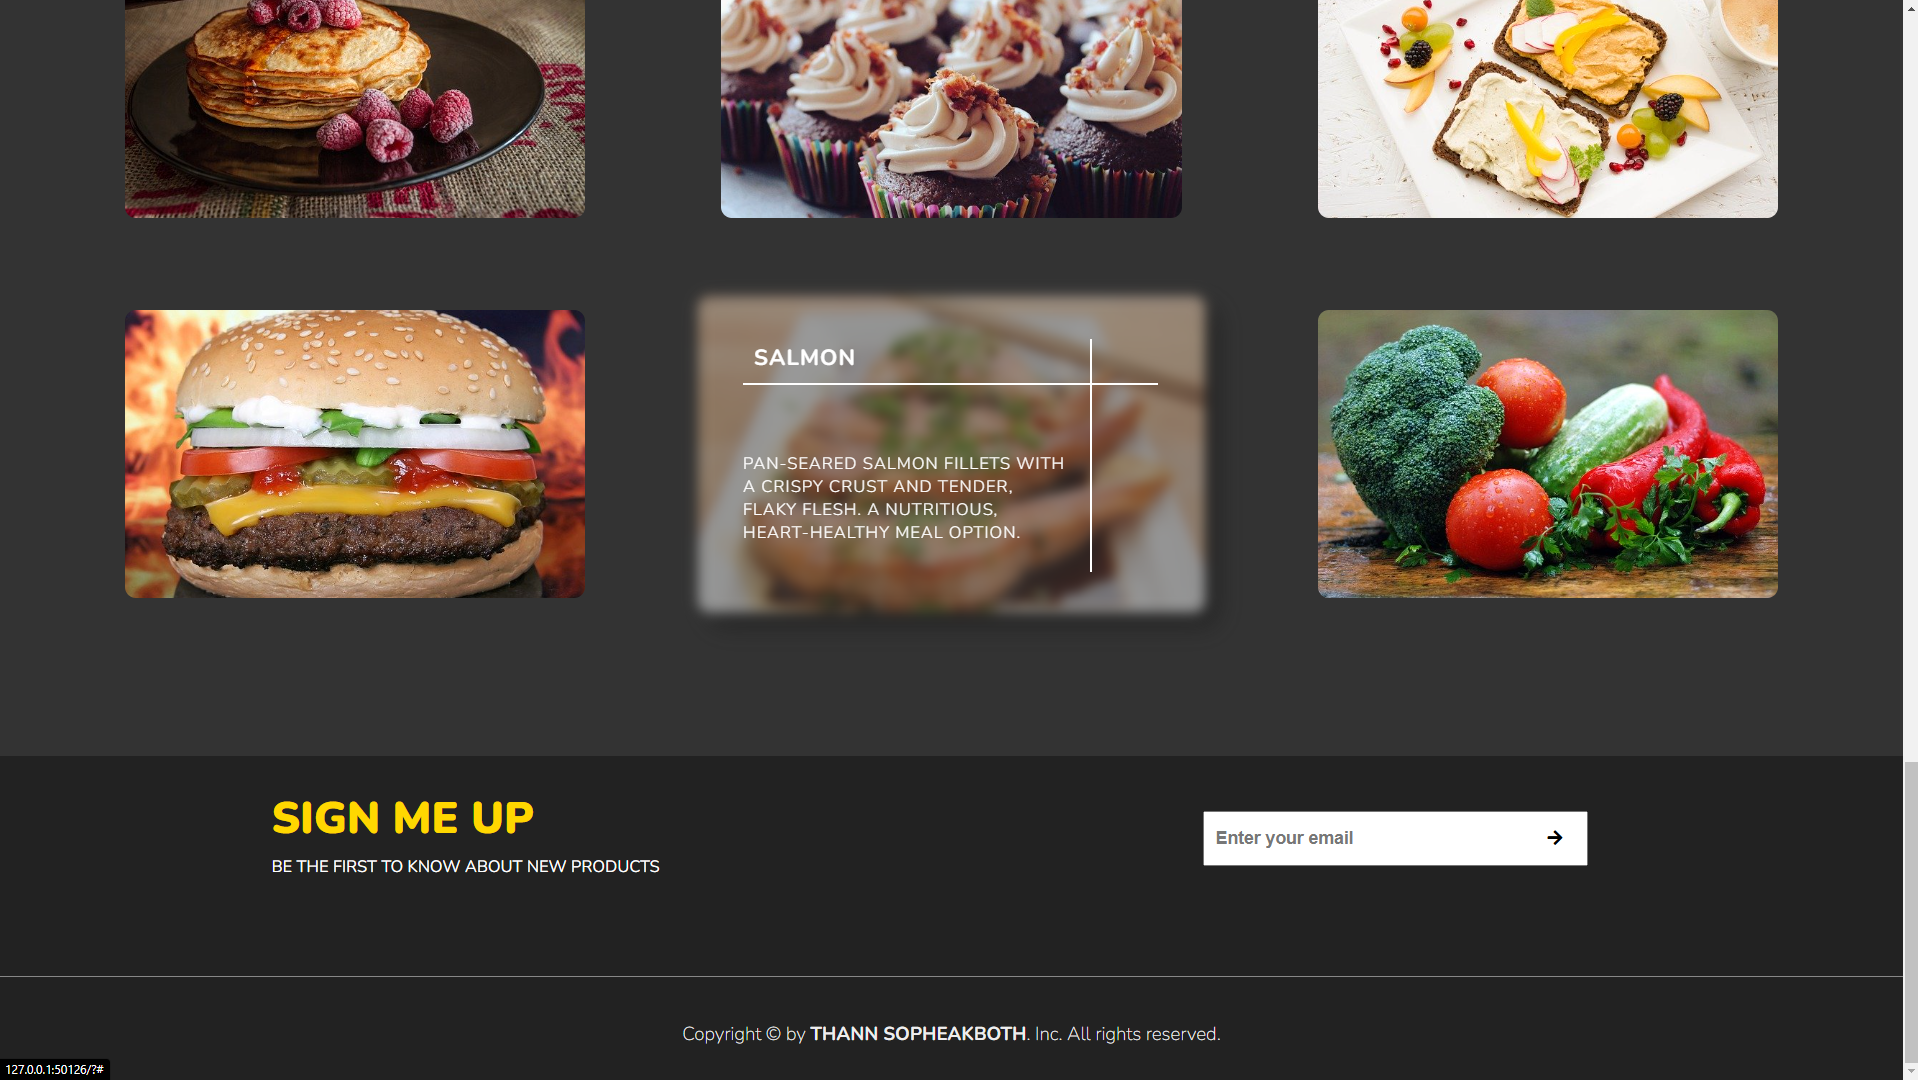 SALMON
PAN-SEARED SALMON FILLETS WITH
A CRISPY CRUST AND TENDER,
FLAKY FLESH. A NUTRITIOUS,
HEART-HEALTHY MEAL OPTION.
SIGN ME UP
BE THE FIRST TO KNOW ABOUT NEW PRODUCTS
Enter your email
Copyright © by THANN SOPHEAKBOTH. Inc. All rights reserved.
127.0.0.1:50126/?#